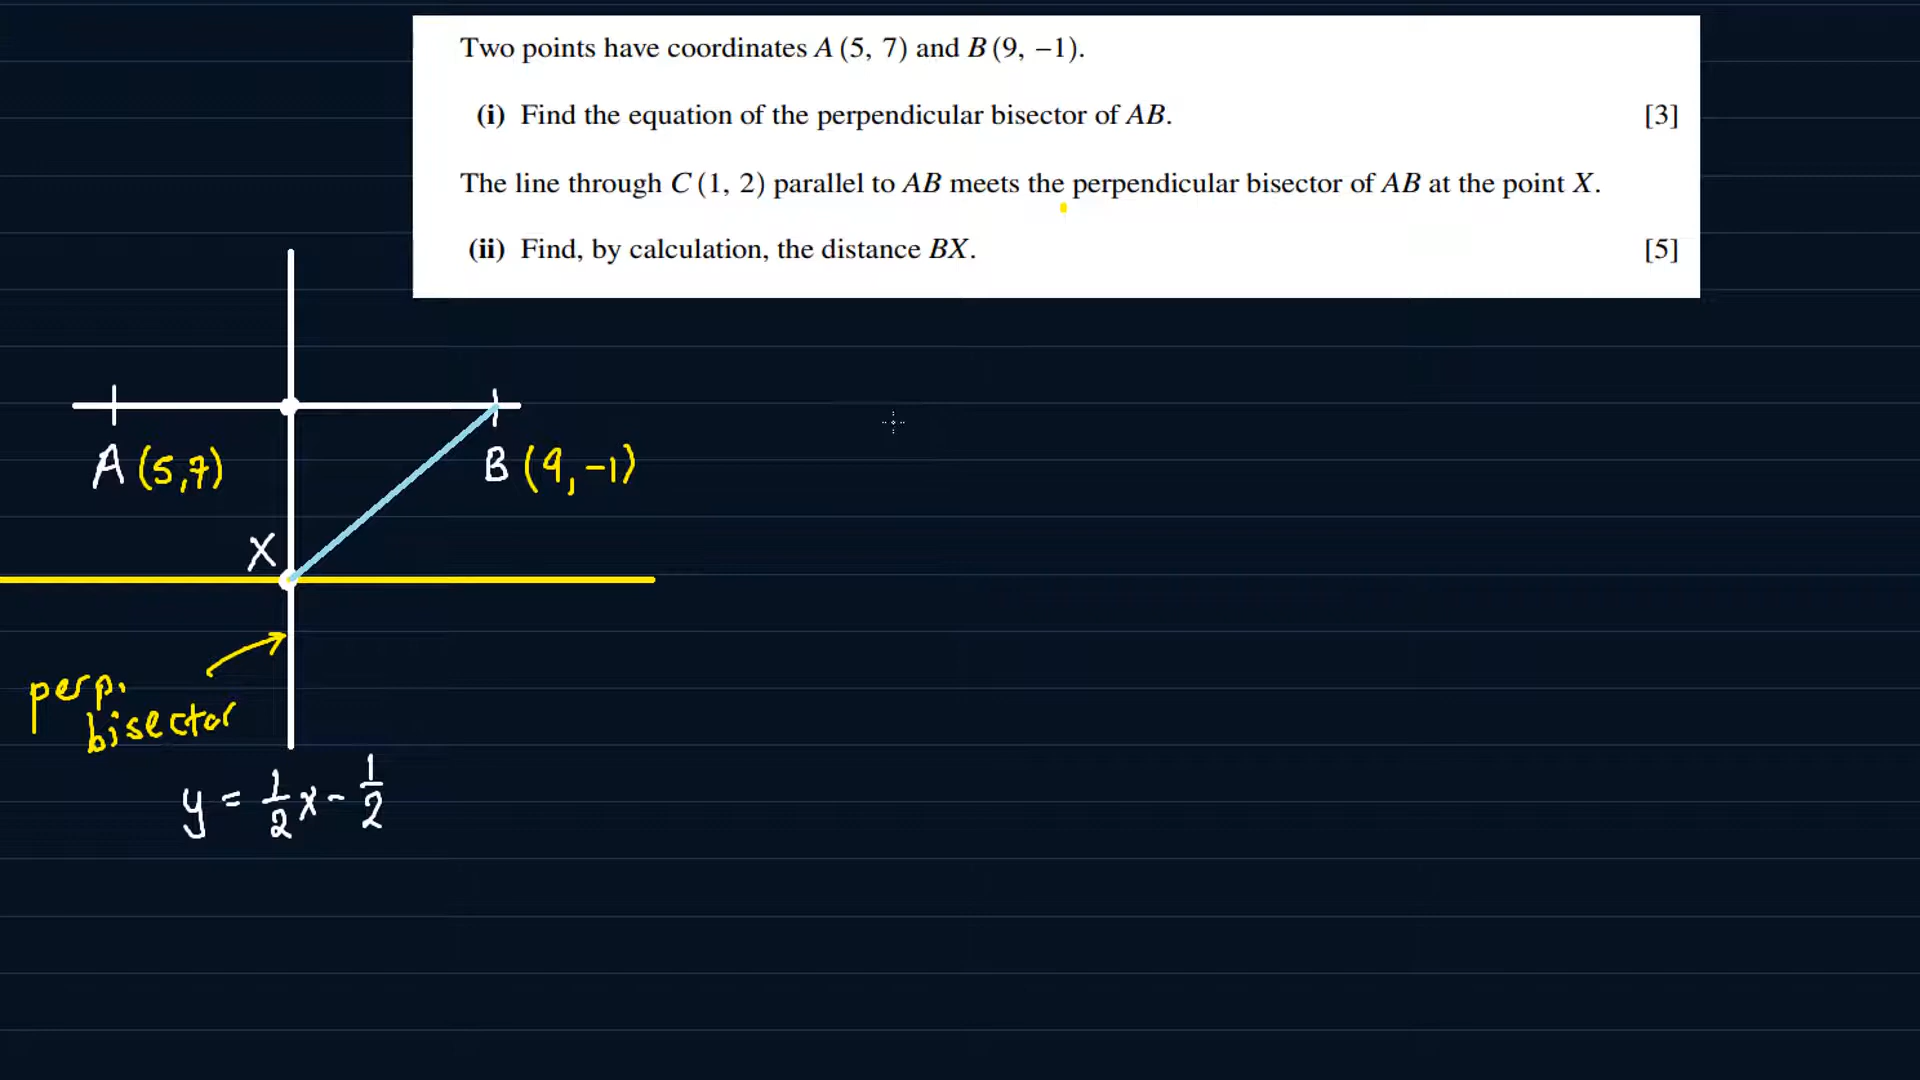 Two points have coordinates A (5, 7) and B (9, −1).
(i) Find the equation of the perpendicular bisector of AB. [3]
The line through C (1, 2) parallel to AB meets the perpendicular bisector of AB at the point X.
(ii) Find, by calculation, the distance BX. [5]
A (5,7)
B (9, -1)
X
perp.
bisector
y = 1/2 x - 1/2